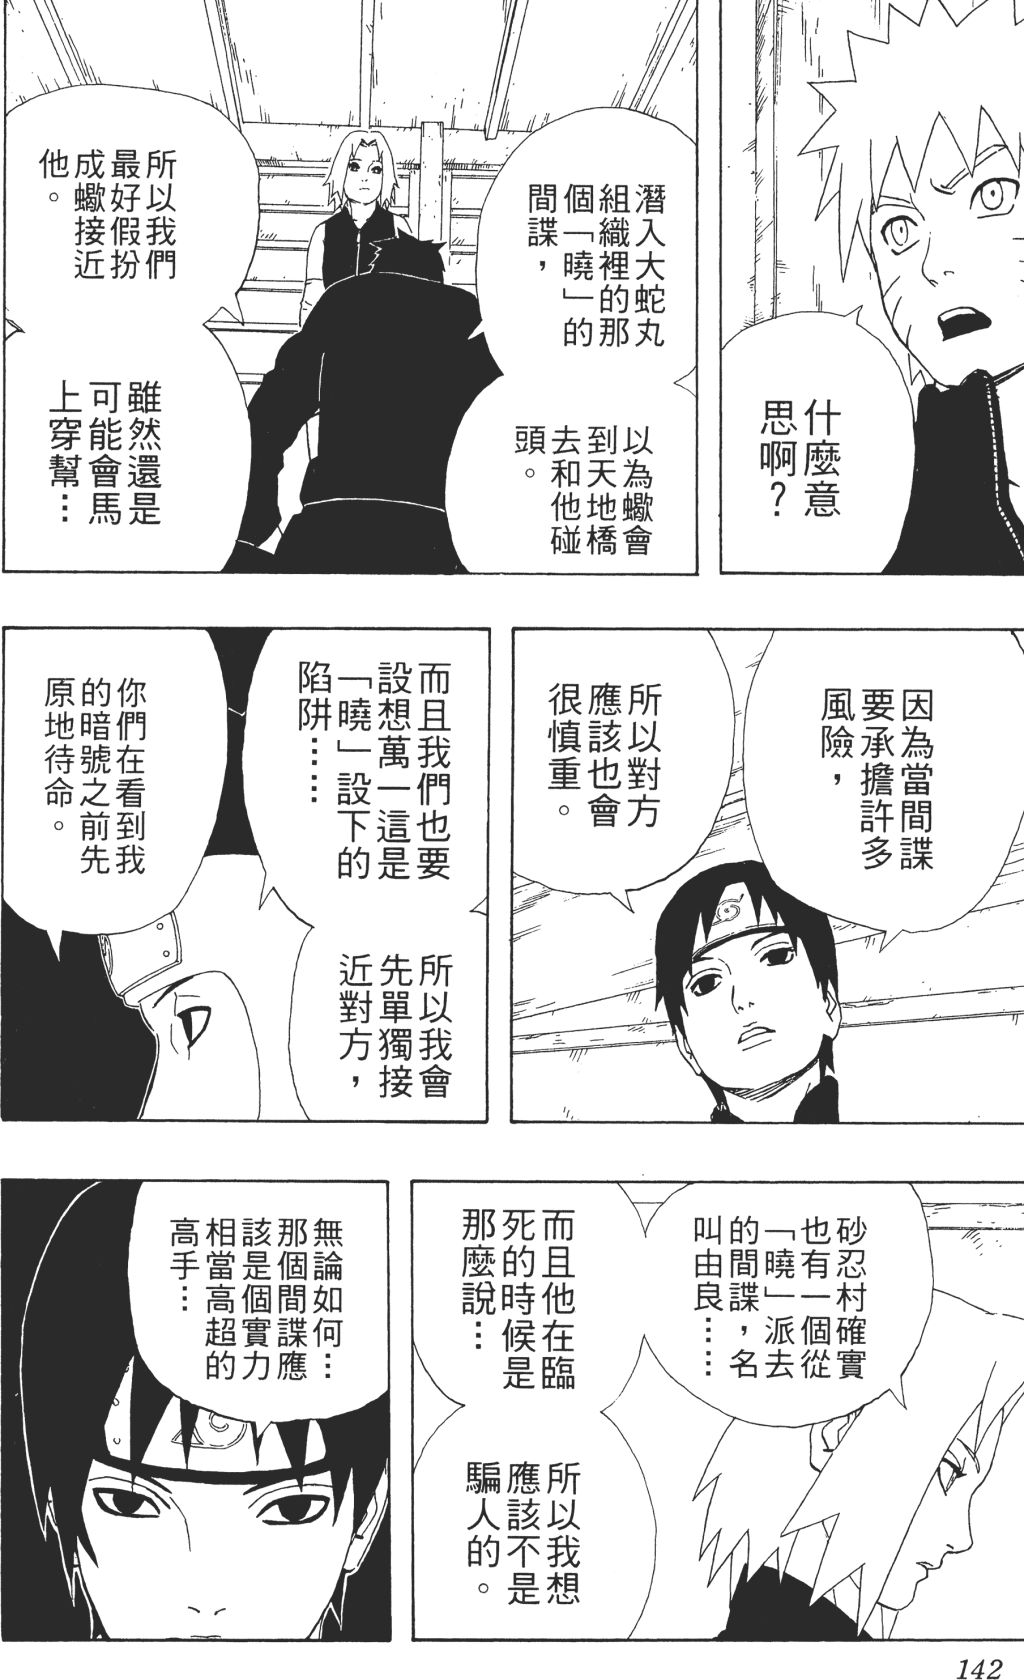 什麼意
思啊？
潛入大蛇丸
組織裡的那
個「曉」的
間諜，
以為蠍會
到天地橋
去和他碰
頭。
所以我們
最好假扮
成蠍接近
他。
雖然還是
可能會馬
上穿幫…
因為當間諜
要承擔許多
風險，
所以對方
應該也會
很慎重。
而且我們也要
設想萬一這是
「曉」設下的
陷阱……
所以我會
先單獨接
近對方，
你們在看到我
的暗號之前先
原地待命。
砂忍村確實
也有一個從
「曉」派去
的間諜，名
叫由良……
而且他在臨
死的時候是
那麼說…
所以我想
應該不是
騙人的。
無論如何…
那個間諜應
該是個實力
相當高超的
高手…
142